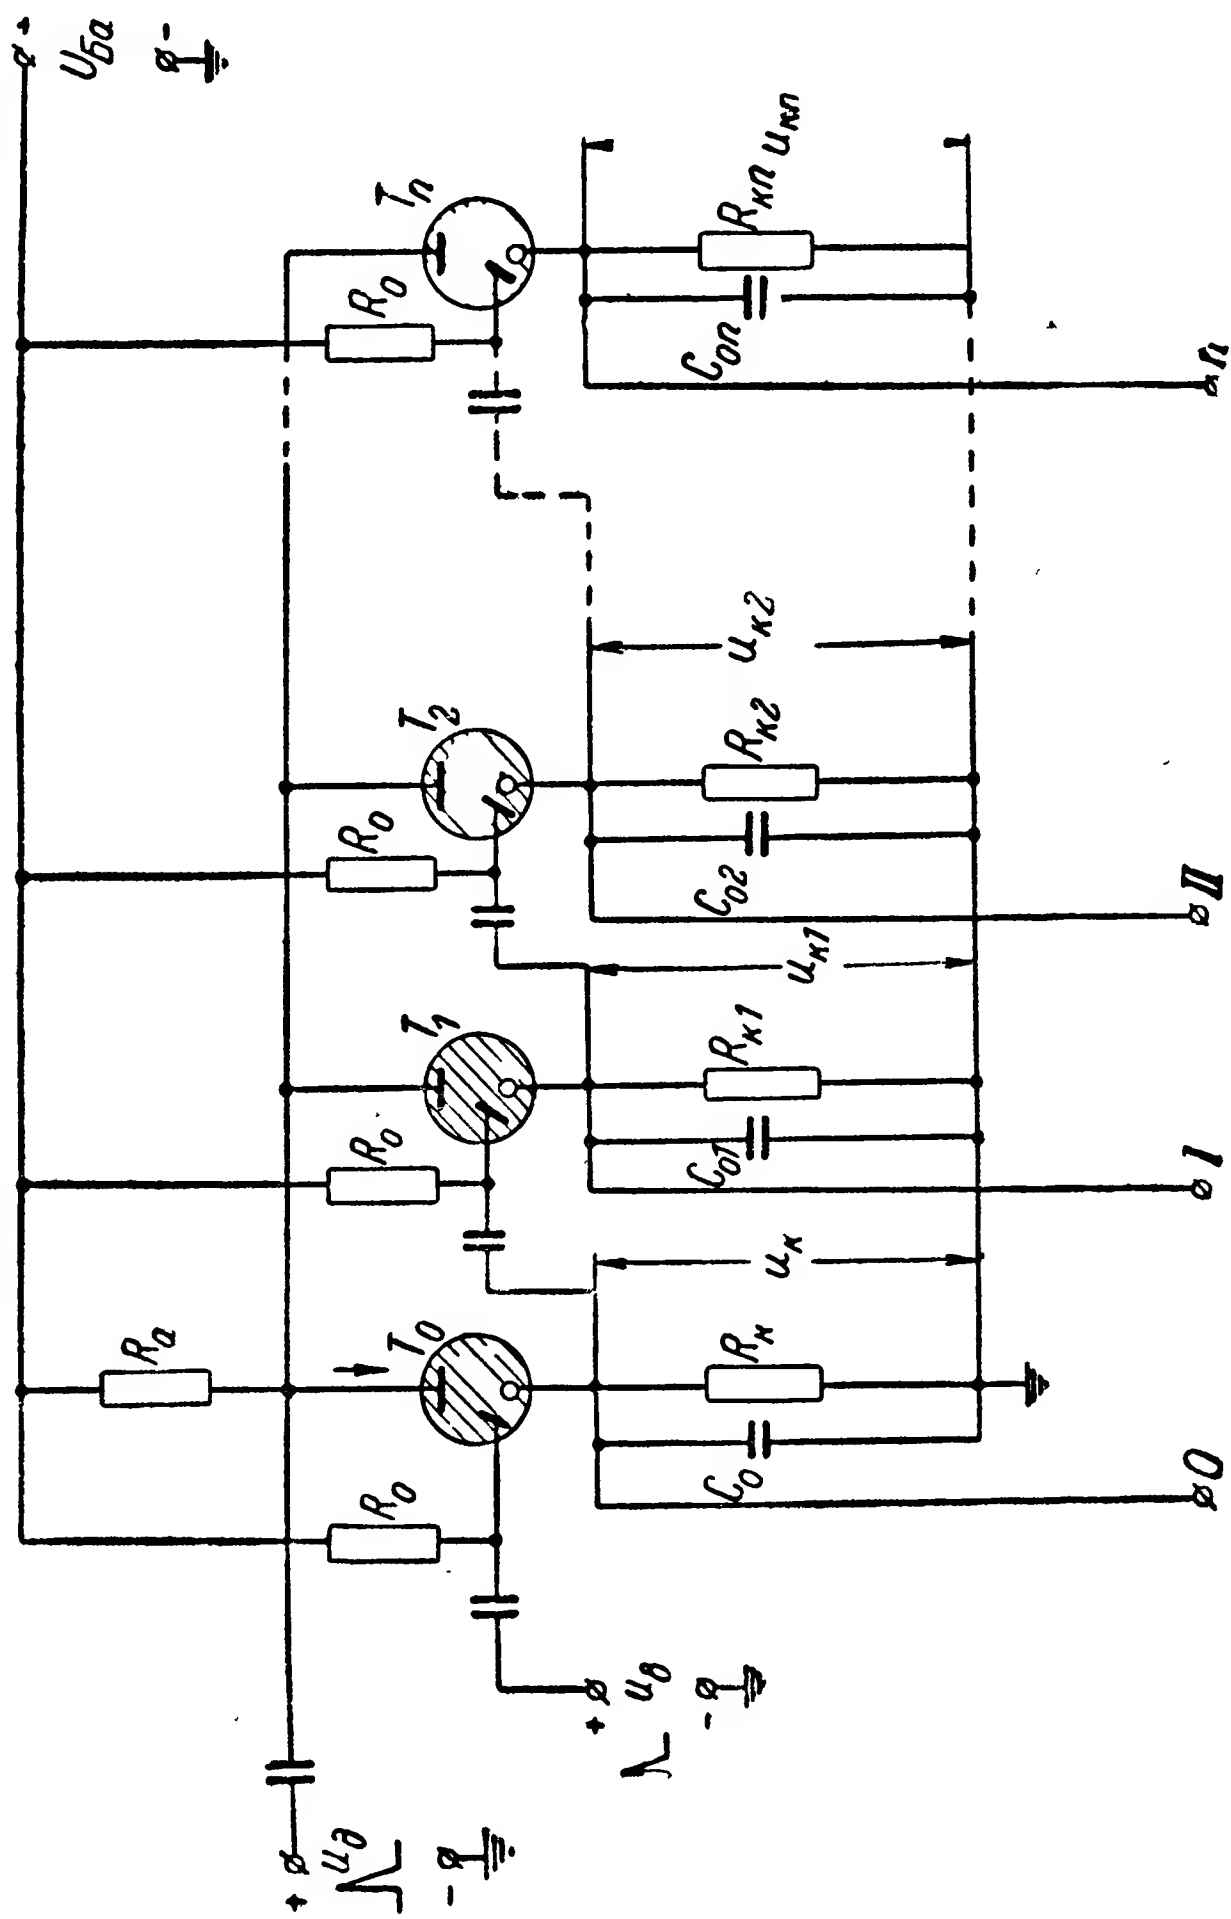 + U_Ба -
R_a
R_0 R_0 R_0 R_0
T_0 T_1 T_2 T_n
+ u_д -
+ u_в -
C_0 R_к u_к
C_01 R_к1 u_к1
C_02 R_к2 u_к2
C_0n R_кn u_кn
0 I II n